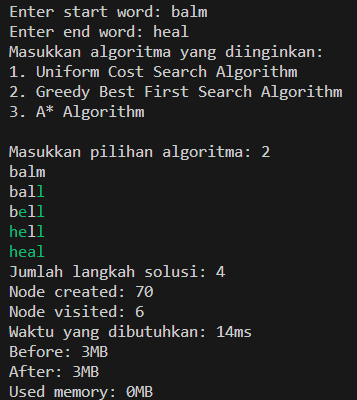 Enter start word: balm
Enter end word: heal
Masukkan algoritma yang diinginkan:
1. Uniform Cost Search Algorithm
2. Greedy Best First Search Algorithm
3. A* Algorithm
Masukkan pilihan algoritma: 2
balm
ball
bell
hell
heal
Jumlah langkah solusi: 4
Node created: 70
Node visited: 6
Waktu yang dibutuhkan: 14ms
Before: 3MB
After: 3MB
Used memory: 0MB